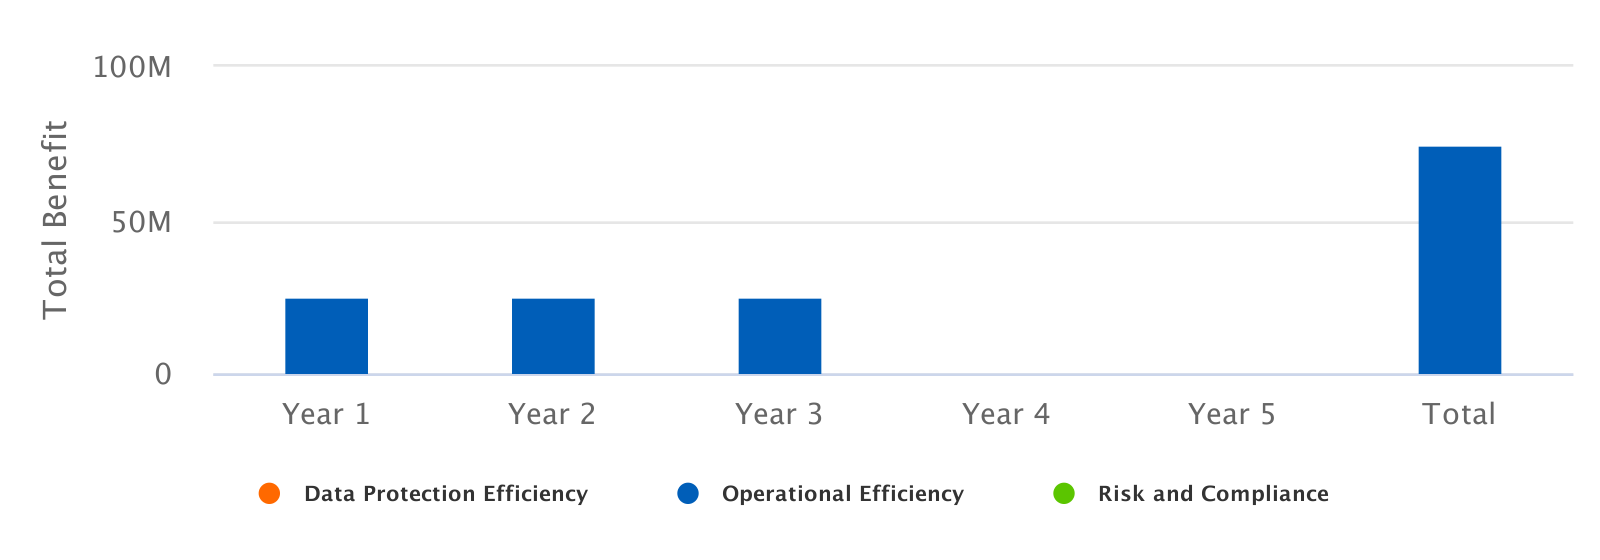 100M
50M
0
Total Benefit
Year 1 Year 2 Year 3 Year 4 Year 5 Total
Data Protection Efficiency Operational Efficiency Risk and Compliance